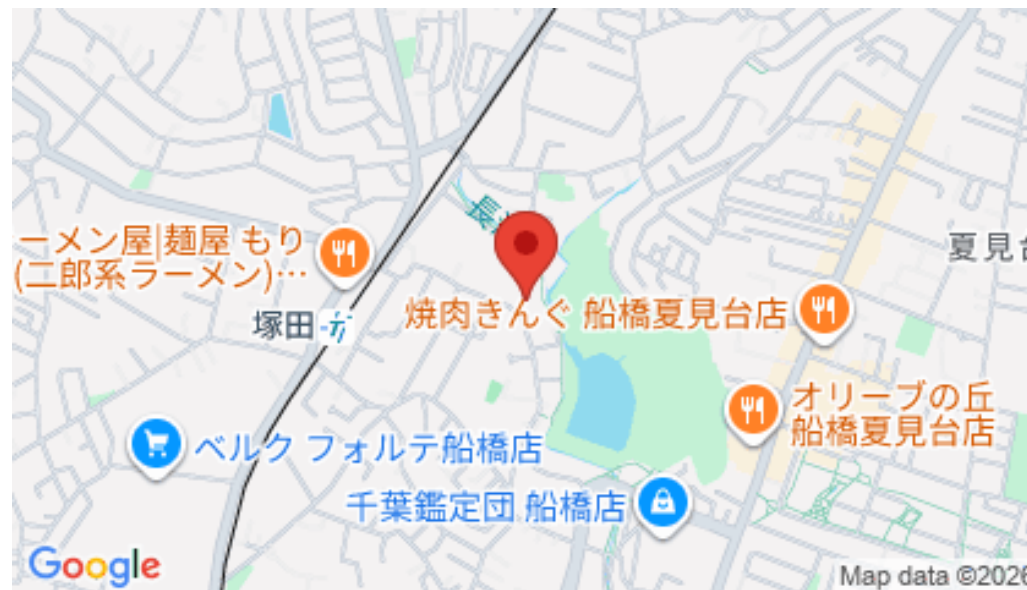 長津
ーメン屋|麺屋 もり
(二郎系ラーメン)…
夏見台
焼肉きんぐ 船橋夏見台店
塚田
オリーブの丘
船橋夏見台店
ベルク フォルテ船橋店
千葉鑑定団 船橋店
Google
Map data ©2026